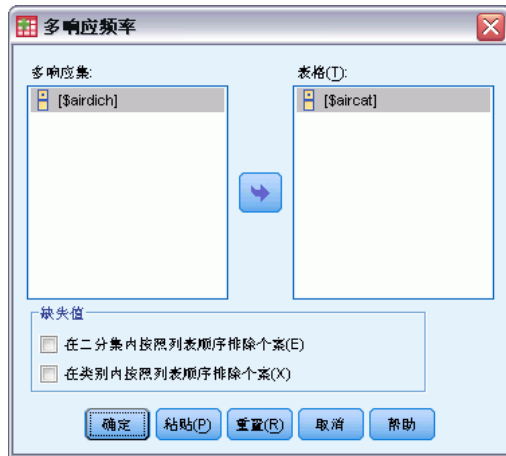 多响应频率
多响应集:
表格(T):
[$airdich]
[$aircat]
缺失值
在二分集内按照列表顺序排除个案(E)
在类别内按照列表顺序排除个案(X)
确定
粘贴(P)
重置(R)
取消
帮助